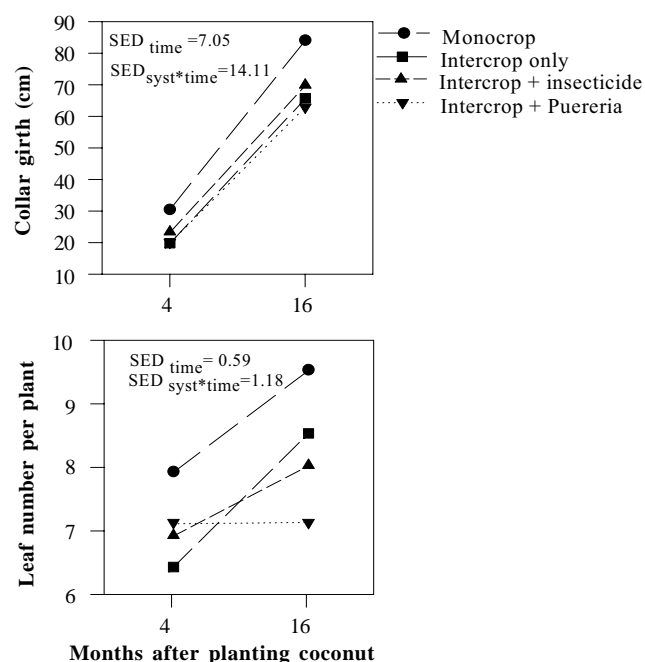 90
80
70
60
50
40
30
20
10
Collar girth (cm)
SED time =7.05
SED syst*time =14.11
4
16
Monocrop
Intercrop only
Intercrop + insecticide
Intercrop + Puereria
10
9
8
7
6
Leaf number per plant
SED time = 0.59
SED syst*time =1.18
4
16
Months after planting coconut